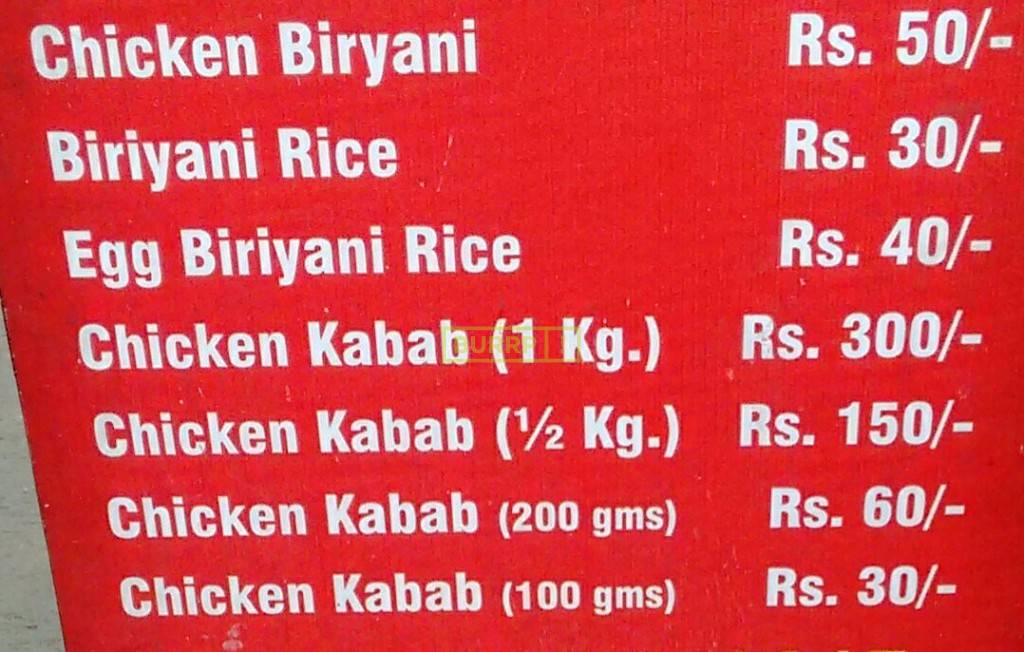 Chicken Biryani Rs. 50/-
Biriyani Rice Rs. 30/-
Egg Biriyani Rice Rs. 40/-
Chicken Kabab (1 Kg.) Rs. 300/-
Chicken Kabab (½ Kg.) Rs. 150/-
Chicken Kabab (200 gms) Rs. 60/-
Chicken Kabab (100 gms) Rs. 30/-